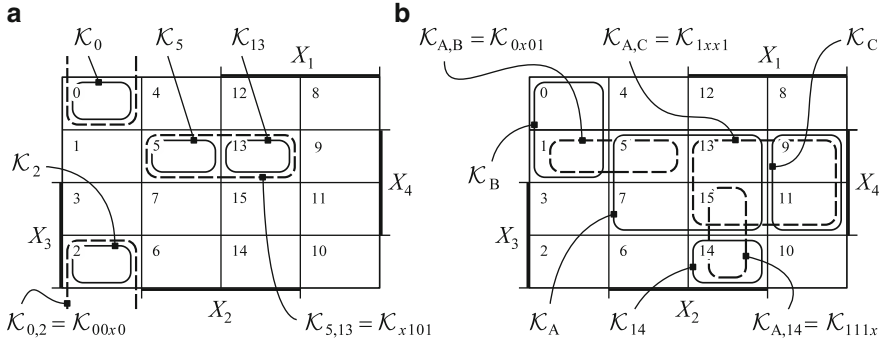 a
𝒦0 𝒦5 𝒦13
X1
0 4 12 8
1 5 13 9
𝒦2
X4
3 7 15 11
X3
2 6 14 10
X2
𝒦0,2 = 𝒦00x0 𝒦5,13 = 𝒦x101
b
𝒦A,B = 𝒦0x01 𝒦A,C = 𝒦1xx1 𝒦C
X1
0 4 12 8
1 5 13 9
𝒦B
X4
3 7 15 11
X3
2 6 14 10
X2
𝒦A 𝒦14 𝒦A,14 = 𝒦111x